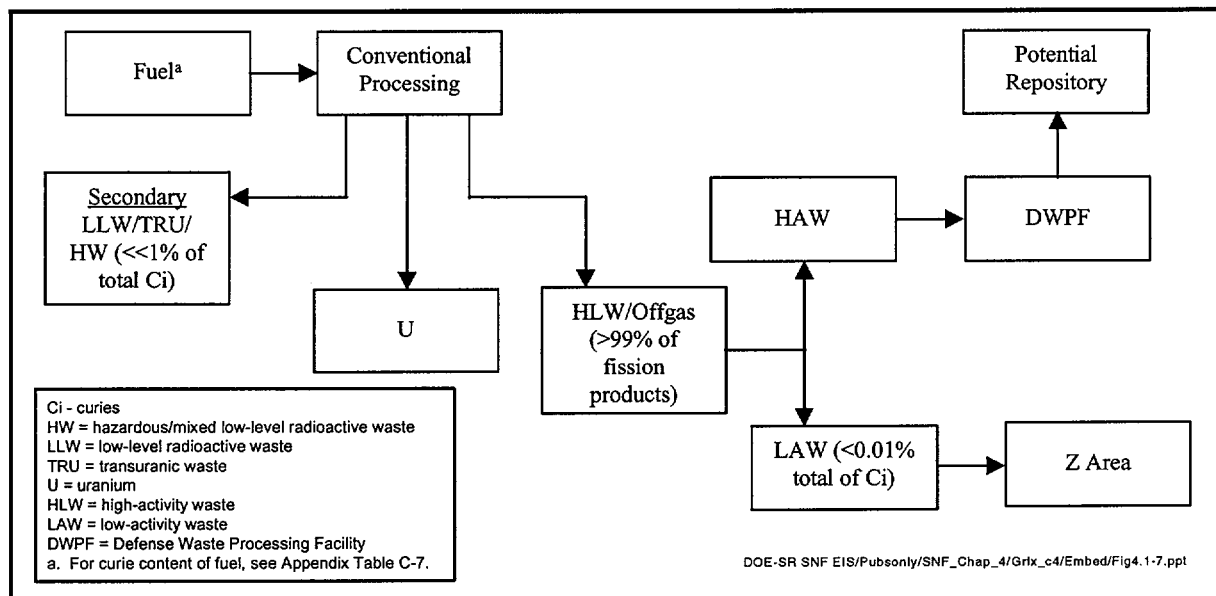 Fuelª
Conventional
Processing
Potential
Repository
Secondary
LLW/TRU/
HW (<<1% of
total Ci)
U
HLW/Offgas
(>99% of
fission
products)
HAW
DWPF
LAW (<0.01%
total of Ci)
Z Area
Ci - curies
HW = hazardous/mixed low-level radioactive waste
LLW = low-level radioactive waste
TRU = transuranic waste
U = uranium
HLW = high-activity waste
LAW = low-activity waste
DWPF = Defense Waste Processing Facility
a. For curie content of fuel, see Appendix Table C-7.
DOE-SR SNF EIS/Pubsonly/SNF_Chap_4/Grfx_c4/Embed/Fig4.1-7.ppt